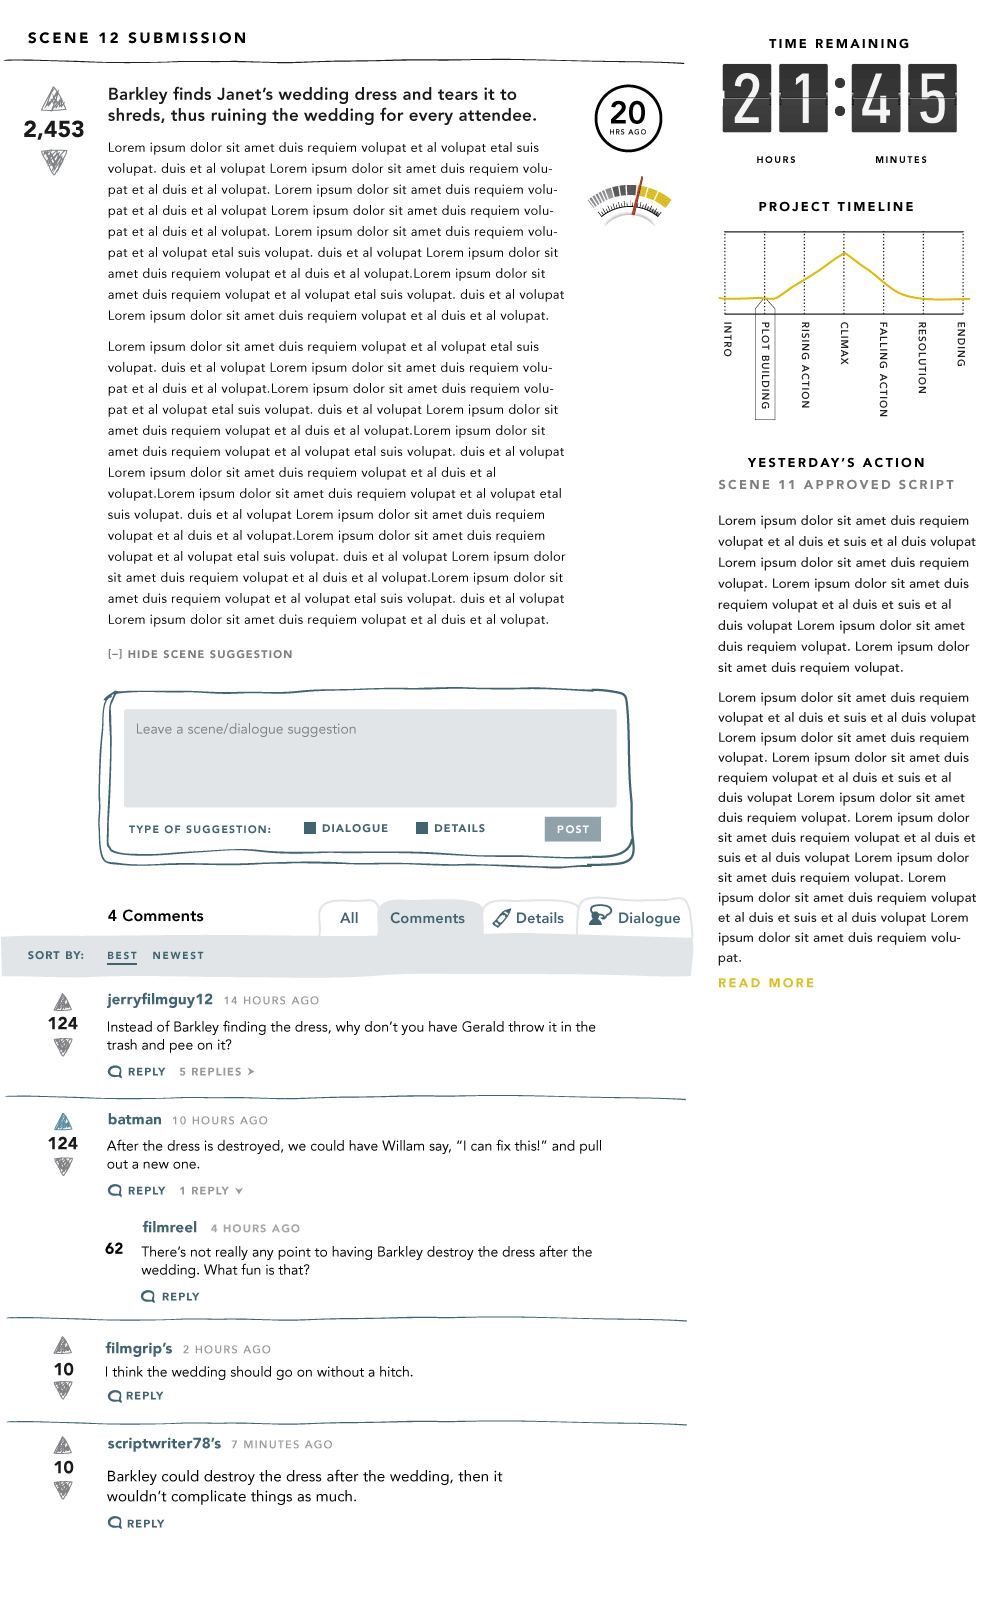 SCENE 12 SUBMISSION
2,453
Barkley finds Janet’s wedding dress and tears it to
shreds, thus ruining the wedding for every attendee.
20
HRS AGO
Lorem ipsum dolor sit amet duis requiem volupat et al volupat etal suis
volupat. duis et al volupat Lorem ipsum dolor sit amet duis requiem volu-
pat et al duis et al volupat. Lorem ipsum dolor sit amet duis requiem volu-
pat et al duis et al volupat Lorem ipsum dolor sit amet duis requiem volu-
pat et al duis et al volupat. Lorem ipsum dolor sit amet duis requiem volu-
pat et al volupat etal suis volupat. duis et al volupat Lorem ipsum dolor sit
amet duis requiem volupat et al duis et al volupat.Lorem ipsum dolor sit
amet duis requiem volupat et al volupat etal suis volupat. duis et al volupat
Lorem ipsum dolor sit amet duis requiem volupat et al duis et al volupat.
Lorem ipsum dolor sit amet duis requiem volupat et al volupat etal suis
volupat. duis et al volupat Lorem ipsum dolor sit amet duis requiem volu-
pat et al duis et al volupat.Lorem ipsum dolor sit amet duis requiem volu-
pat et al volupat etal suis volupat. duis et al volupat Lorem ipsum dolor sit
amet duis requiem volupat et al duis et al volupat.Lorem ipsum dolor sit
amet duis requiem volupat et al volupat etal suis volupat. duis et al volupat
Lorem ipsum dolor sit amet duis requiem volupat et al duis et al
volupat.Lorem ipsum dolor sit amet duis requiem volupat et al volupat etal
suis volupat. duis et al volupat Lorem ipsum dolor sit amet duis requiem
volupat et al duis et al volupat.Lorem ipsum dolor sit amet duis requiem
volupat et al volupat etal suis volupat. duis et al volupat Lorem ipsum dolor
sit amet duis requiem volupat et al duis et al volupat.Lorem ipsum dolor sit
amet duis requiem volupat et al volupat etal suis volupat. duis et al volupat
Lorem ipsum dolor sit amet duis requiem volupat et al duis et al volupat.
[–] HIDE SCENE SUGGESTION
Leave a scene/dialogue suggestion
TYPE OF SUGGESTION: DIALOGUE DETAILS POST
4 Comments
All Comments Details Dialogue
SORT BY: BEST NEWEST
124
jerryfilmguy12 14 HOURS AGO
Instead of Barkley finding the dress, why don’t you have Gerald throw it in the
trash and pee on it?
REPLY 5 REPLIES
124
batman 10 HOURS AGO
After the dress is destroyed, we could have Willam say, “I can fix this!” and pull
out a new one.
REPLY 1 REPLY
62
filmreel 4 HOURS AGO
There’s not really any point to having Barkley destroy the dress after the
wedding. What fun is that?
REPLY
10
filmgrip’s 2 HOURS AGO
I think the wedding should go on without a hitch.
REPLY
10
scriptwriter78’s 7 MINUTES AGO
Barkley could destroy the dress after the wedding, then it
wouldn’t complicate things as much.
REPLY
TIME REMAINING
21:45
HOURS MINUTES
PROJECT TIMELINE
INTRO
PLOT BUILDING
RISING ACTION
CLIMAX
FALLING ACTION
RESOLUTION
ENDING
YESTERDAY’S ACTION
SCENE 11 APPROVED SCRIPT
Lorem ipsum dolor sit amet duis requiem
volupat et al duis et suis et al duis volupat
Lorem ipsum dolor sit amet duis requiem
volupat. Lorem ipsum dolor sit amet duis
requiem volupat et al duis et suis et al
duis volupat Lorem ipsum dolor sit amet
duis requiem volupat. Lorem ipsum dolor
sit amet duis requiem volupat.
Lorem ipsum dolor sit amet duis requiem
volupat et al duis et suis et al duis volupat
Lorem ipsum dolor sit amet duis requiem
volupat. Lorem ipsum dolor sit amet duis
requiem volupat et al duis et suis et al
duis volupat Lorem ipsum dolor sit amet
duis requiem volupat. Lorem ipsum dolor
sit amet duis requiem volupat et al duis et
suis et al duis volupat Lorem ipsum dolor
sit amet duis requiem volupat. Lorem
ipsum dolor sit amet duis requiem volupat
et al duis et suis et al duis volupat Lorem
ipsum dolor sit amet duis requiem volu-
pat.
READ MORE